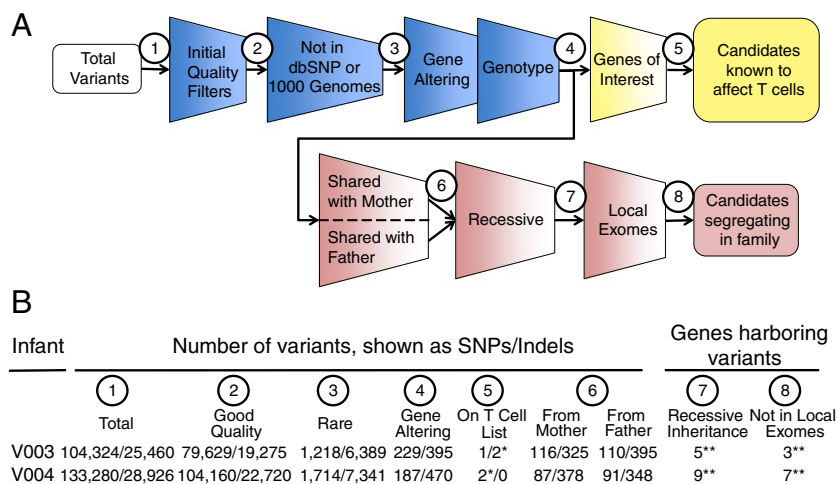 A
Total Variants
1
Initial Quality Filters
2
Not in dbSNP or 1000 Genomes
3
Gene Altering
Genotype
4
Genes of Interest
5
Candidates known to affect T cells
Shared with Mother
Shared with Father
6
Recessive
7
Local Exomes
8
Candidates segregating in family
B
Infant Number of variants, shown as SNPs/Indels Genes harboring variants
1 2 3 4 5 6 7 8
Total Good Quality Rare Gene Altering On T Cell List From Mother From Father Recessive Inheritance Not in Local Exomes
V003 104,324/25,460 79,629/19,275 1,218/6,389 229/395 1/2* 116/325 110/395 5** 3**
V004 133,280/28,926 104,160/22,720 1,714/7,341 187/470 2*/0 87/378 91/348 9** 7**